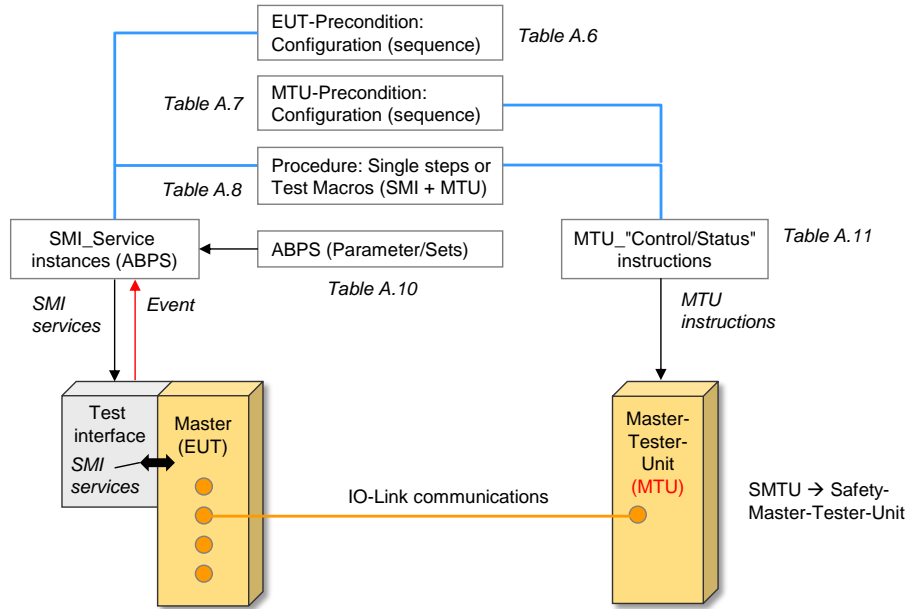 EUT-Precondition:
Configuration (sequence)
Table A.6
MTU-Precondition:
Configuration (sequence)
Table A.7
Procedure: Single steps or
Test Macros (SMI + MTU)
Table A.8
SMI_Service
instances (ABPS)
ABPS (Parameter/Sets)
Table A.10
MTU_"Control/Status"
instructions
Table A.11
SMI
services
Event
MTU
instructions
Test
interface
SMI
services
Master
(EUT)
IO-Link communications
Master-
Tester-
Unit
(MTU)
SMTU → Safety-
Master-Tester-Unit